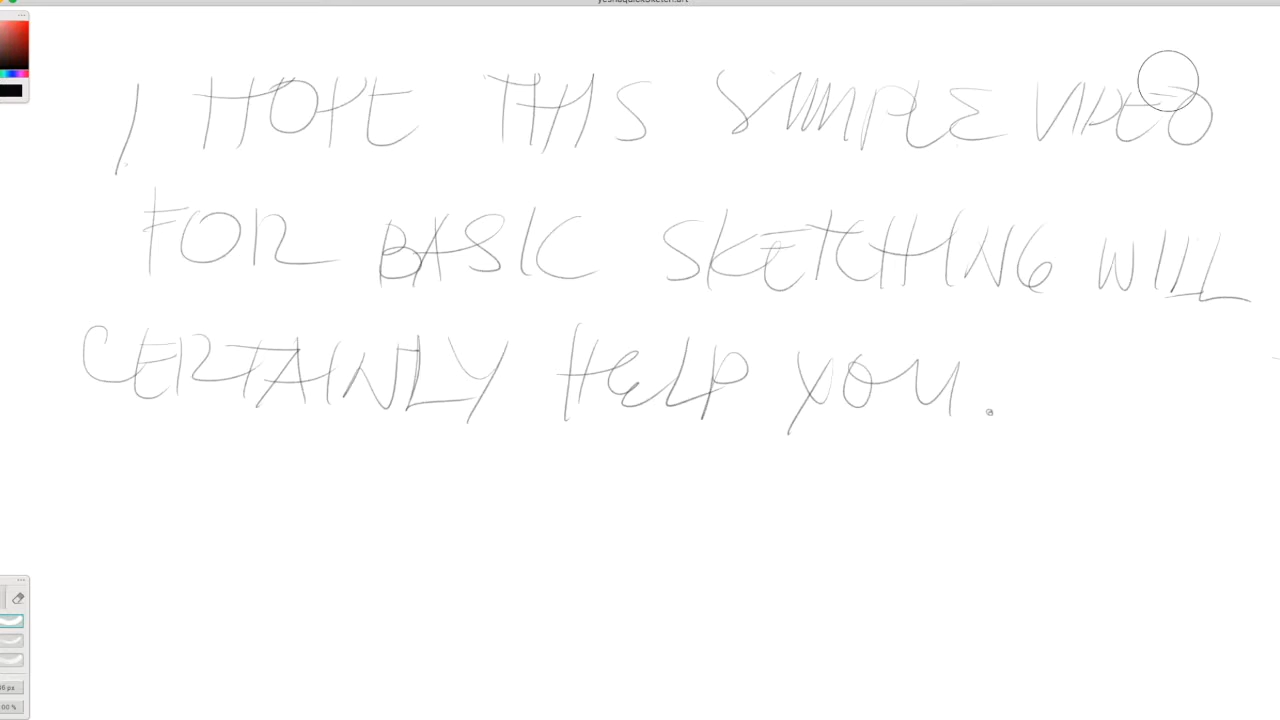 I HOPE THIS SIMPLE VIDEO
FOR BASIC SKETCHING WILL
CERTAINLY HELP YOU.